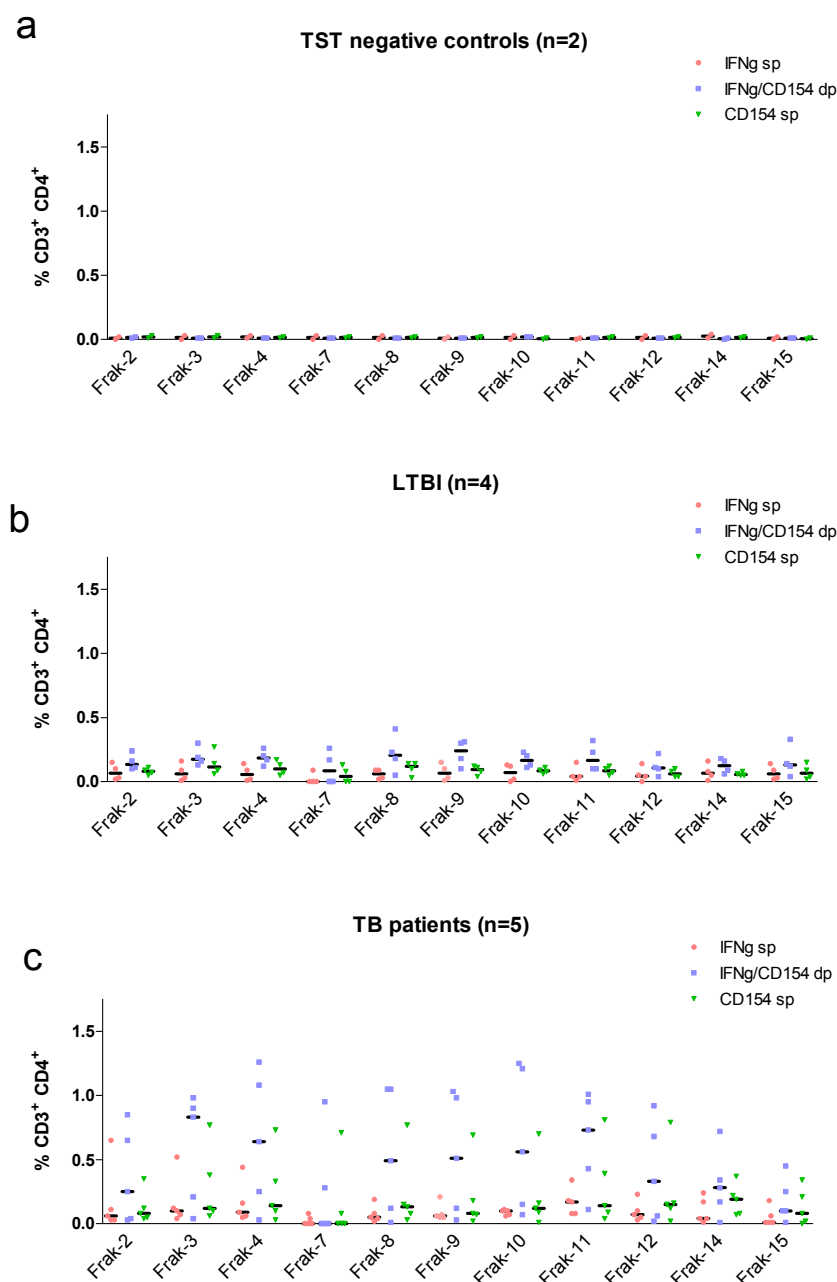 a
TST negative controls (n=2)
IFNg sp
IFNg/CD154 dp
CD154 sp
% CD3⁺ CD4⁺
1.5
1.0
0.5
0.0
Frak-2
Frak-3
Frak-4
Frak-7
Frak-8
Frak-9
Frak-10
Frak-11
Frak-12
Frak-14
Frak-15
b
LTBI (n=4)
IFNg sp
IFNg/CD154 dp
CD154 sp
% CD3⁺ CD4⁺
1.5
1.0
0.5
0.0
Frak-2
Frak-3
Frak-4
Frak-7
Frak-8
Frak-9
Frak-10
Frak-11
Frak-12
Frak-14
Frak-15
c
TB patients (n=5)
IFNg sp
IFNg/CD154 dp
CD154 sp
% CD3⁺ CD4⁺
1.5
1.0
0.5
0.0
Frak-2
Frak-3
Frak-4
Frak-7
Frak-8
Frak-9
Frak-10
Frak-11
Frak-12
Frak-14
Frak-15